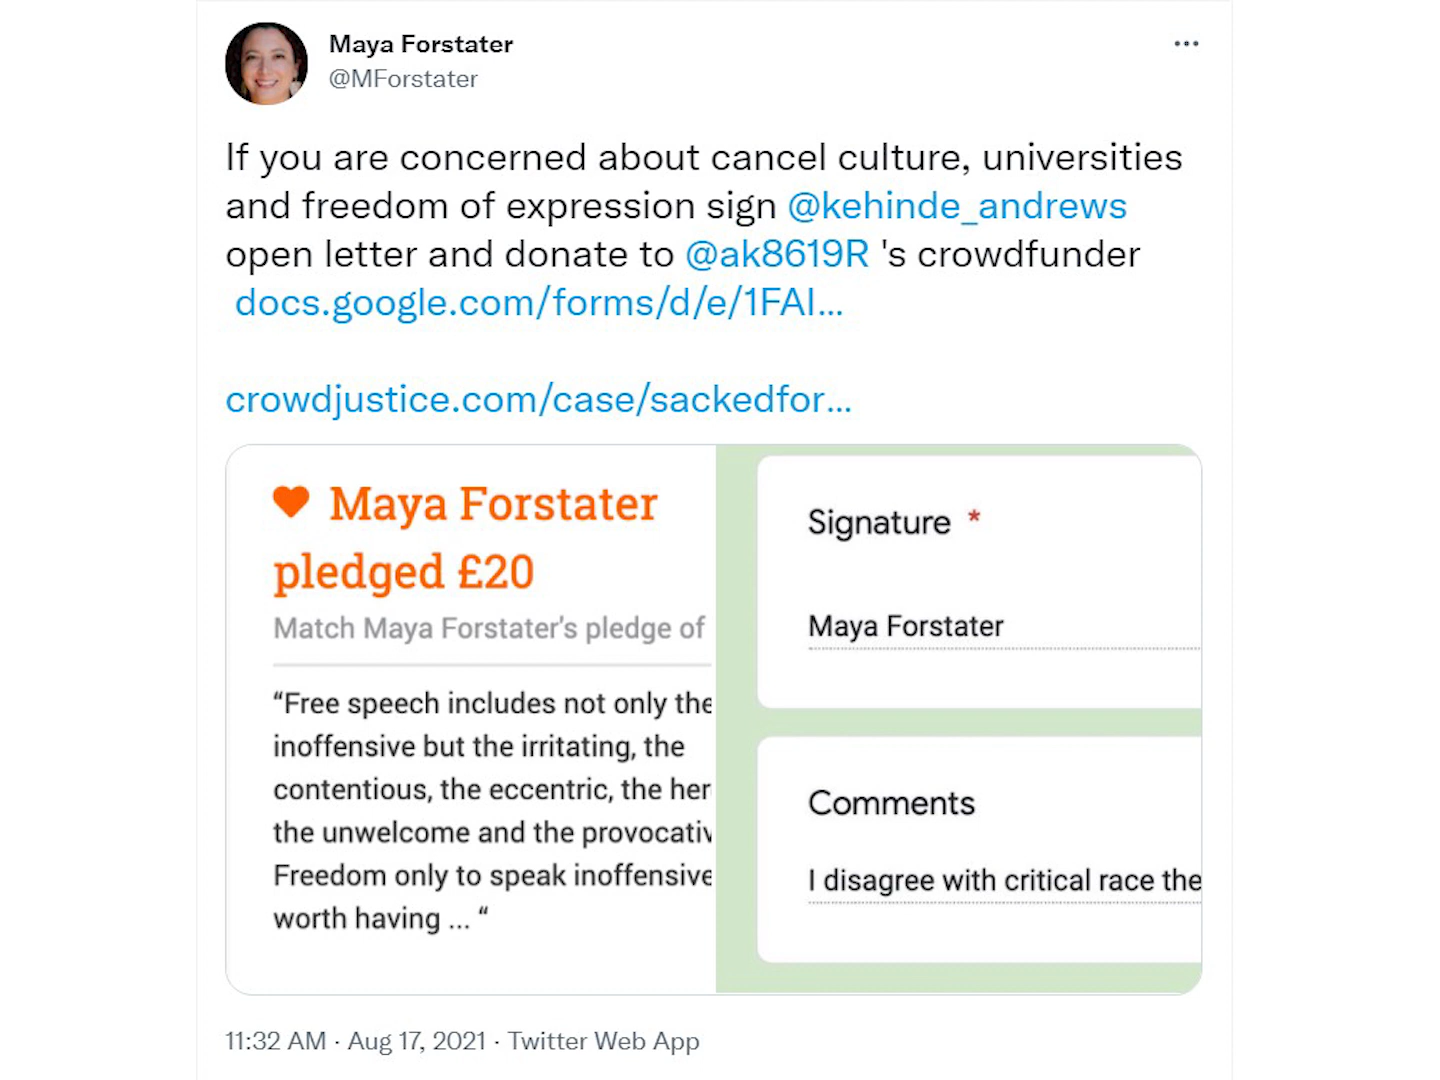 Maya Forstater
@MForstater
If you are concerned about cancel culture, universities
and freedom of expression sign @kehinde_andrews
open letter and donate to @ak8619R 's crowdfunder
docs.google.com/forms/d/e/1FAI...
crowdjustice.com/case/sackedfor...
Maya Forstater
pledged £20
Match Maya Forstater's pledge of
“Free speech includes not only the
inoffensive but the irritating, the
contentious, the eccentric, the her
the unwelcome and the provocativ
Freedom only to speak inoffensive
worth having ... “
Signature *
Maya Forstater
Comments
I disagree with critical race the
11:32 AM · Aug 17, 2021 · Twitter Web App